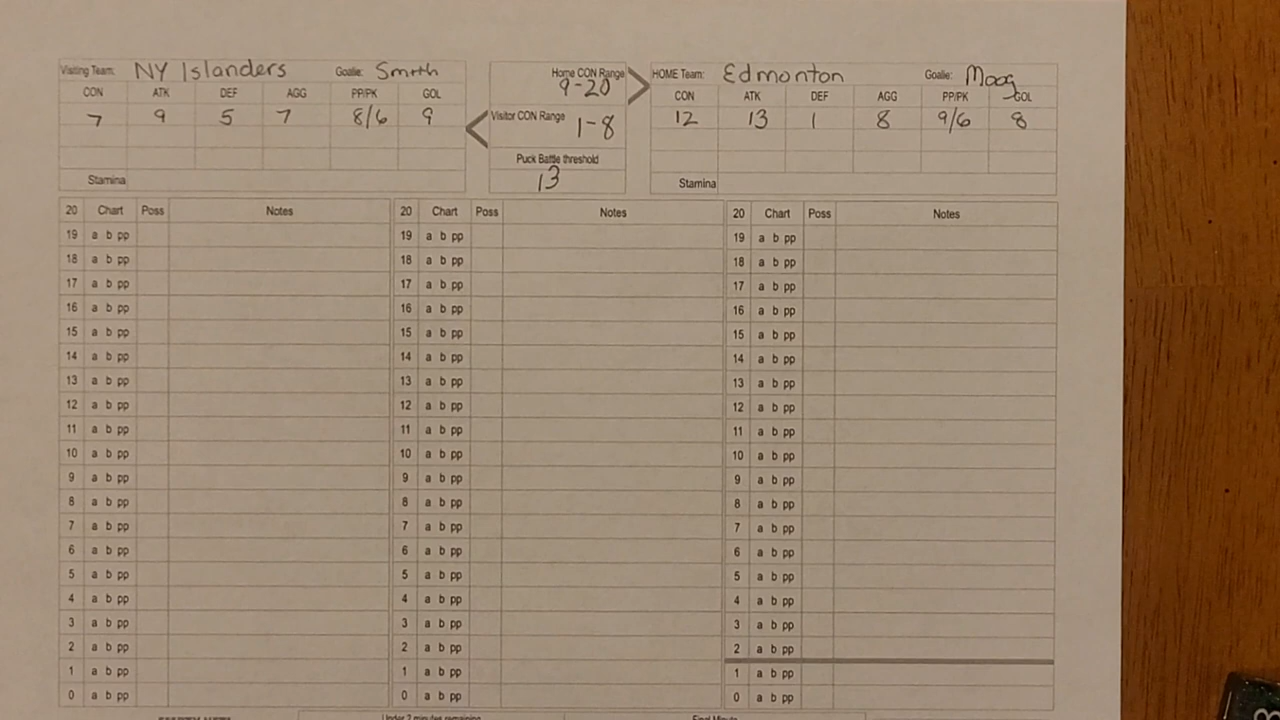 Visiting Team: NY Islanders Goalie: Smith
CON ATK DEF AGG PP/PK GOL
7 9 5 7 8/6 9
Stamina
Home CON Range
9-20
Visitor CON Range 1-8
Puck Battle threshold
13
HOME Team: Edmonton Goalie: Moog
CON ATK DEF AGG PP/PK GOL
12 13 1 8 9/6 8
Stamina
20 Chart Poss Notes
19 a b pp
18 a b pp
17 a b pp
16 a b pp
15 a b pp
14 a b pp
13 a b pp
12 a b pp
11 a b pp
10 a b pp
9 a b pp
8 a b pp
7 a b pp
6 a b pp
5 a b pp
4 a b pp
3 a b pp
2 a b pp
1 a b pp
0 a b pp
20 Chart Poss Notes
19 a b pp
18 a b pp
17 a b pp
16 a b pp
15 a b pp
14 a b pp
13 a b pp
12 a b pp
11 a b pp
10 a b pp
9 a b pp
8 a b pp
7 a b pp
6 a b pp
5 a b pp
4 a b pp
3 a b pp
2 a b pp
1 a b pp
0 a b pp
20 Chart Poss Notes
19 a b pp
18 a b pp
17 a b pp
16 a b pp
15 a b pp
14 a b pp
13 a b pp
12 a b pp
11 a b pp
10 a b pp
9 a b pp
8 a b pp
7 a b pp
6 a b pp
5 a b pp
4 a b pp
3 a b pp
2 a b pp
1 a b pp
0 a b pp
Under 2 minutes remaining Final Minute